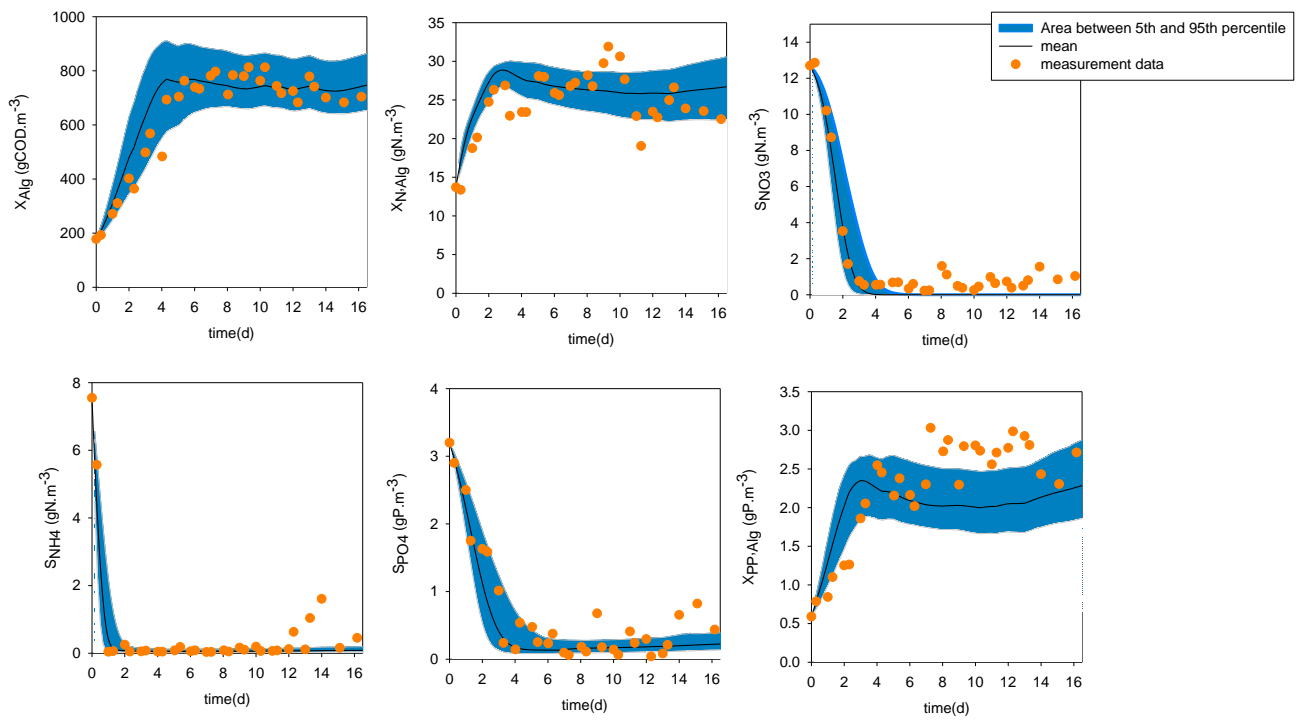 Area between 5th and 95th percentile
mean
measurement data
1000
800
600
400
200
0
X_Alg (gCOD.m⁻³)
0 2 4 6 8 10 12 14 16
time(d)
35
30
25
20
15
10
5
0
X_N,Alg (gN.m⁻³)
0 2 4 6 8 10 12 14 16
time(d)
14
12
10
8
6
4
2
0
S_NO3 (gN.m⁻³)
0 2 4 6 8 10 12 14 16
time(d)
8
6
4
2
0
S_NH4 (gN.m⁻³)
0 2 4 6 8 10 12 14 16
time(d)
4
3
2
1
0
S_PO4 (gP.m⁻³)
0 2 4 6 8 10 12 14 16
time(d)
3.5
3.0
2.5
2.0
1.5
1.0
0.5
0.0
X_PP,Alg (gP.m⁻³)
0 2 4 6 8 10 12 14 16
time(d)